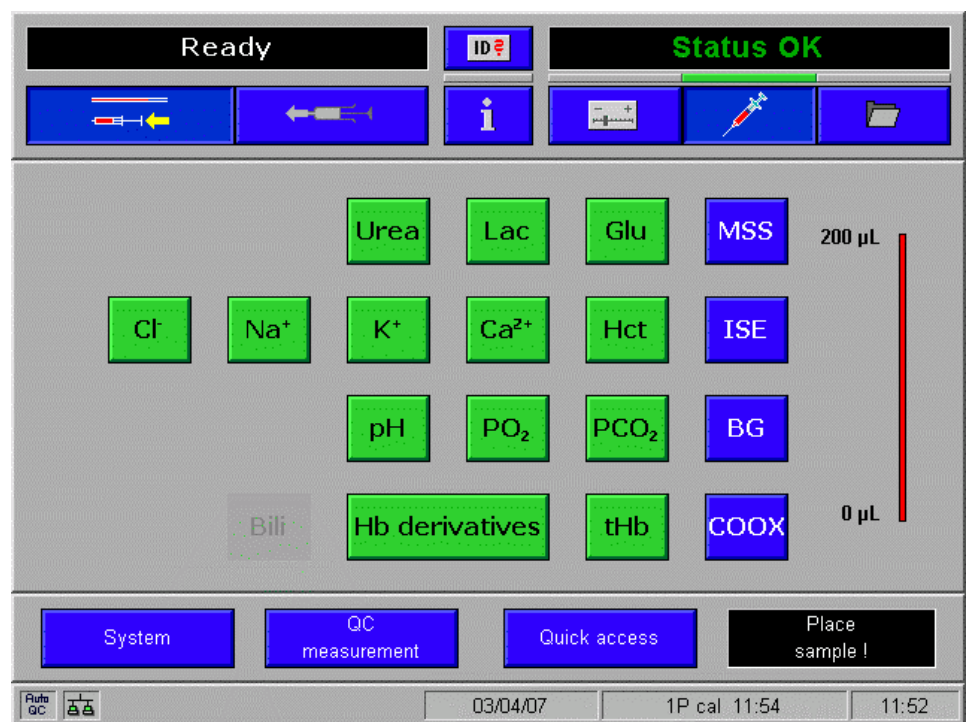 Ready
ID?
Status OK
i
- +
Urea Lac Glu MSS 200 µL
Cl- Na+ K+ Ca2+ Hct ISE
pH PO₂ PCO₂ BG
Bili Hb derivatives tHb COOX 0 µL
System
QC
measurement
Quick access
Place
sample !
Auto
QC
03/04/07 1P cal 11:54 11:52